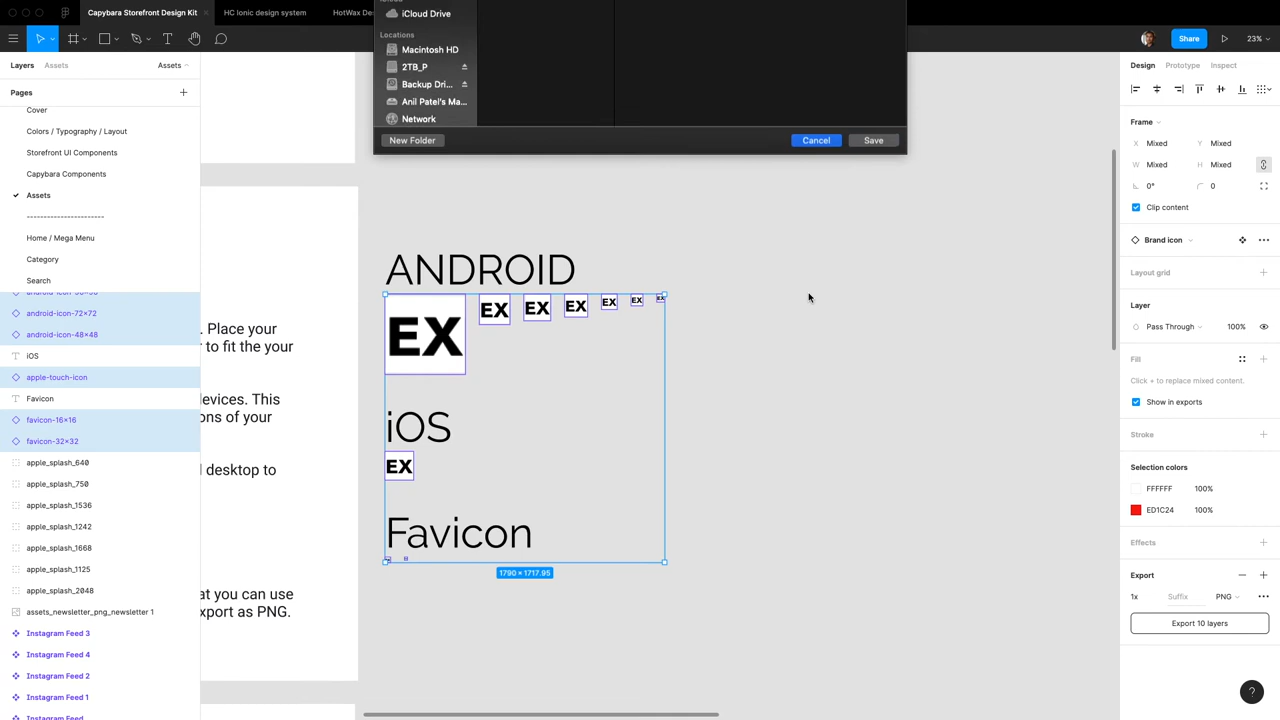 Capybara Storefront Design Kit
HC Ionic design system
HotWax Des
Share
23%
Layers
Assets
Assets
Pages
Cover
Colors / Typography / Layout
Storefront UI Components
Capybara Components
Assets
-----------------------
Home / Mega Menu
Category
Search
android-icon-72×72
android-icon-48×48
iOS
apple-touch-icon
Favicon
favicon-16×16
favicon-32×32
apple_splash_640
apple_splash_750
apple_splash_1536
apple_splash_1242
apple_splash_1668
apple_splash_1125
apple_splash_2048
assets_newsletter_png_newsletter 1
Instagram Feed 3
Instagram Feed 4
Instagram Feed 2
Instagram Feed 1
Instagram Feed
. Place your
r to fit the your
evices. This
ons of your
l desktop to
at you can use
xport as PNG.
iCloud Drive
Locations
Macintosh HD
2TB_P
Backup Dri...
Anil Patel's Ma...
Network
New Folder
Cancel
Save
ANDROID
EX
EX
EX
EX
EX
EX
EX
iOS
EX
Favicon
1790 × 1717.95
Design
Prototype
Inspect
Frame
X Mixed
Y Mixed
W Mixed
H Mixed
0°
0
Clip content
Brand icon
Layout grid
Layer
Pass Through
100%
Fill
Click + to replace mixed content.
Show in exports
Stroke
Selection colors
FFFFFF 100%
ED1C24 100%
Effects
Export
1x
Suffix
PNG
Export 10 layers
?